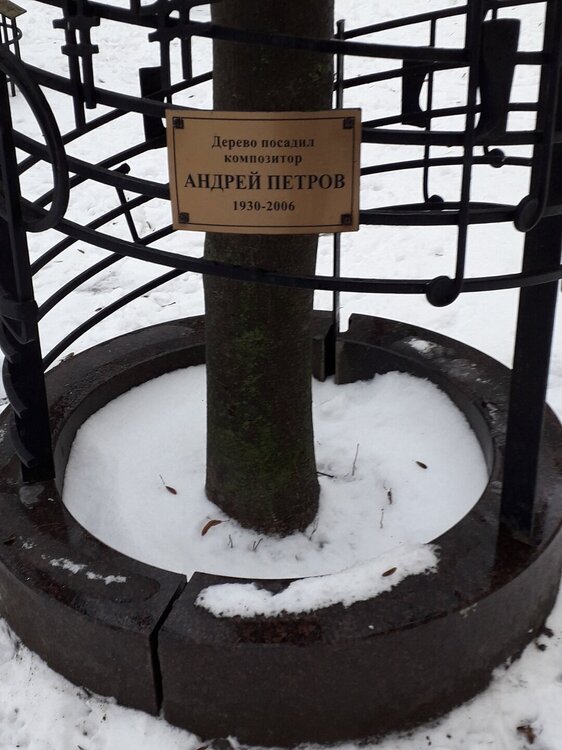 Дерево посадил
композитор
АНДРЕЙ ПЕТРОВ
1930-2006